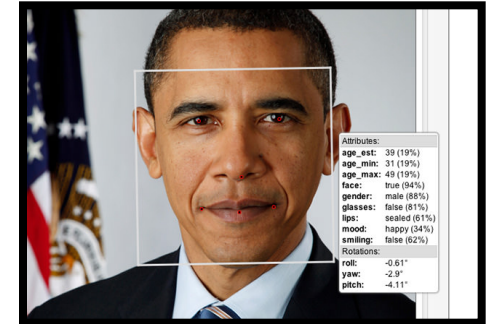 Attributes:
age_est: 39 (19%)
age_min: 31 (19%)
age_max: 49 (19%)
face: true (94%)
gender: male (88%)
glasses: false (81%)
lips: sealed (61%)
mood: happy (34%)
smiling: false (62%)
Rotations:
roll: -0.61°
yaw: -2.9°
pitch: -4.11°